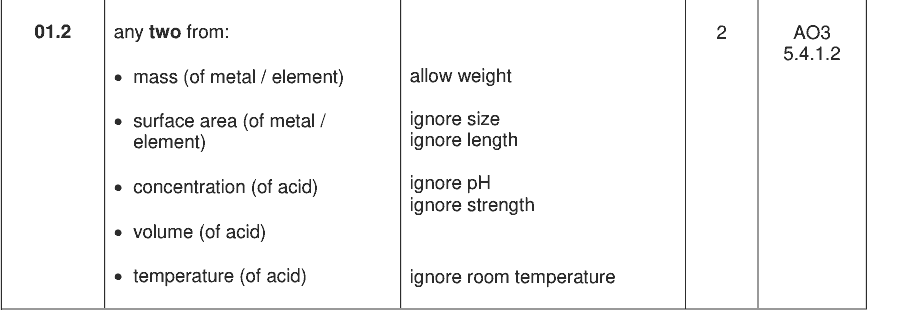 01.2 any two from: 2 AO3
5.4.1.2
• mass (of metal / element) allow weight
• surface area (of metal / ignore size
element) ignore length
• concentration (of acid) ignore pH
ignore strength
• volume (of acid)
• temperature (of acid) ignore room temperature